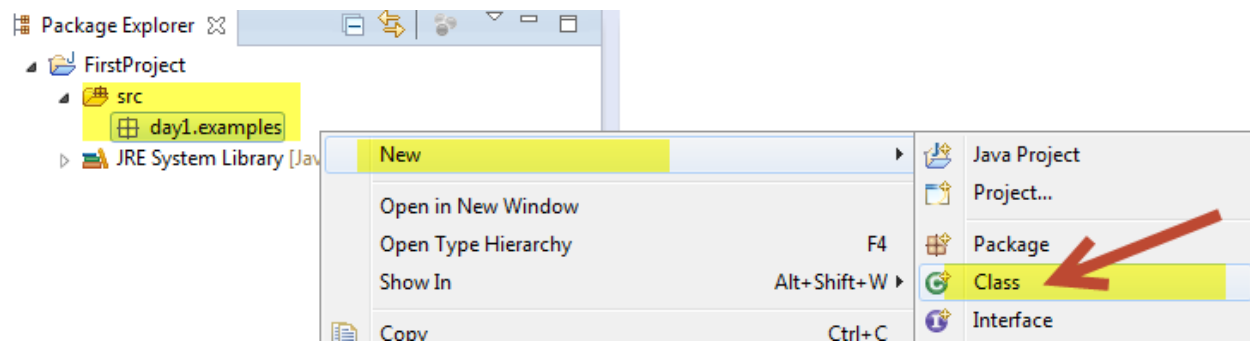 Package Explorer
FirstProject
src
day1.examples
JRE System Library [Jav
New
Open in New Window
Open Type Hierarchy F4
Show In Alt+Shift+W
Copy Ctrl+C
Java Project
Project...
Package
Class
Interface